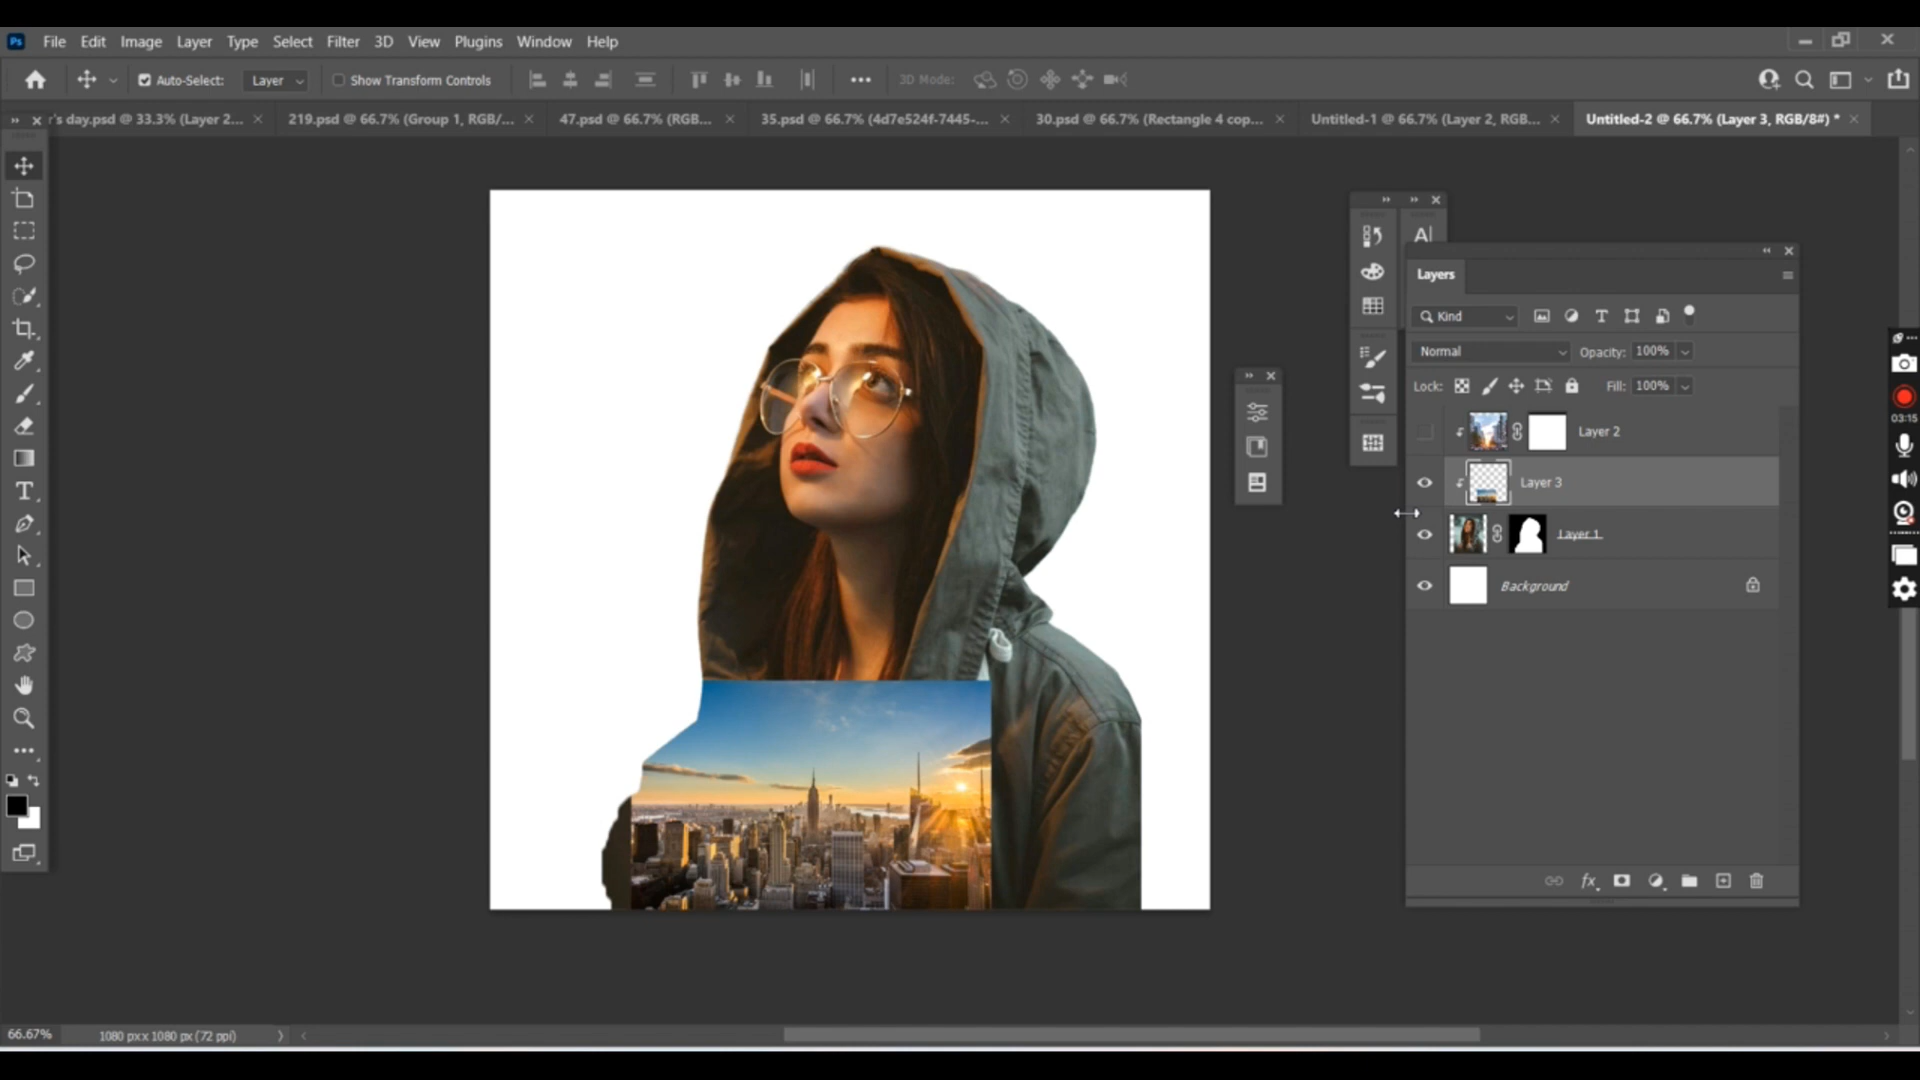 Ps File Edit Image Layer Type Select Filter 3D View Plugins Window Help
Auto-Select: Layer Show Transform Controls 3D Mode:
's day.psd @ 33.3% (Layer 2... 219.psd @ 66.7% (Group 1, RGB/... 47.psd @ 66.7% (RGB... 35.psd @ 66.7% (4d7e524f-7445-... 30.psd @ 66.7% (Rectangle 4 cop... Untitled-1 @ 66.7% (Layer 2, RGB... Untitled-2 @ 66.7% (Layer 3, RGB/8#) *
Layers
Kind
Normal Opacity: 100%
Lock: Fill: 100%
03:15
Layer 2
Layer 3
Layer 1
Background
66.67% 1080 px x 1080 px (72 ppi)